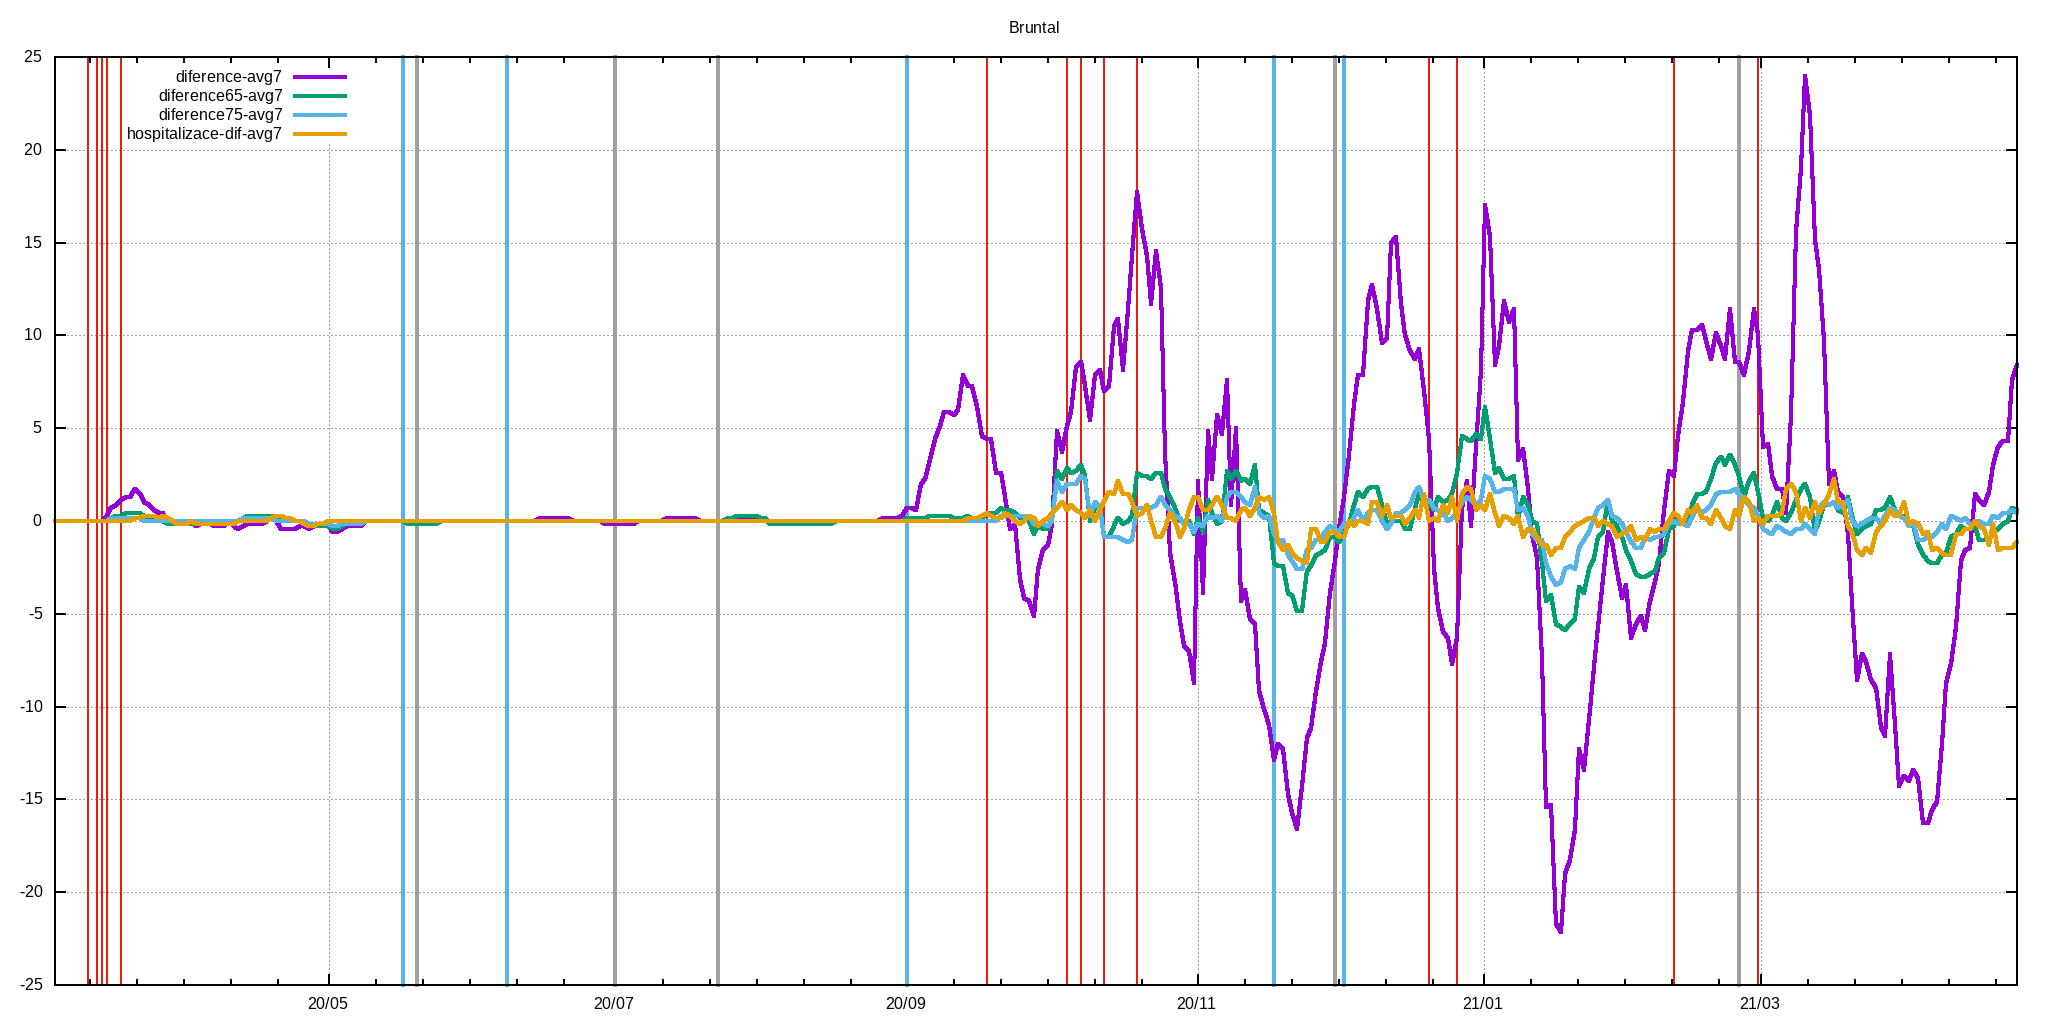 Bruntal
25
20
15
10
5
0
-5
-10
-15
-20
-25
diference-avg7
diference65-avg7
diference75-avg7
hospitalizace-dif-avg7
20/05 20/07 20/09 20/11 21/01 21/03